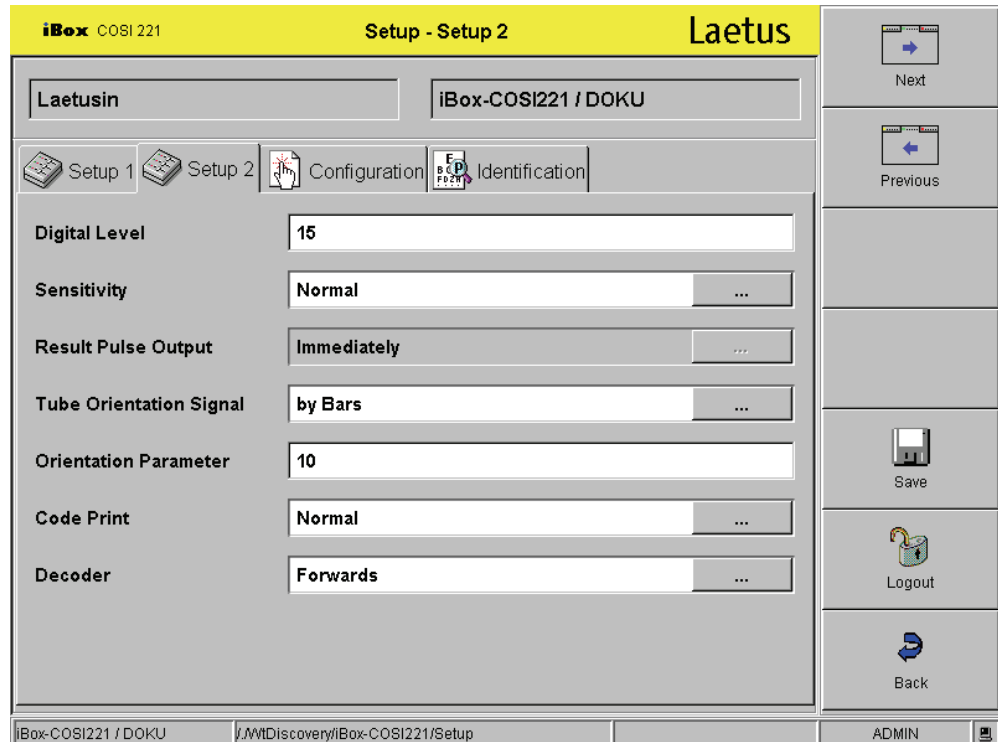 iBox COSI 221 Setup - Setup 2 Laetus
Laetusin iBox-COSI221 / DOKU
Setup 1 Setup 2 Configuration Identification
Digital Level 15
Sensitivity Normal ...
Result Pulse Output Immediately ...
Tube Orientation Signal by Bars ...
Orientation Parameter 10
Code Print Normal ...
Decoder Forwards ...
Next
Previous
Save
Logout
Back
iBox-COSI221 / DOKU /./WtDiscovery/iBox-COSI221/Setup ADMIN